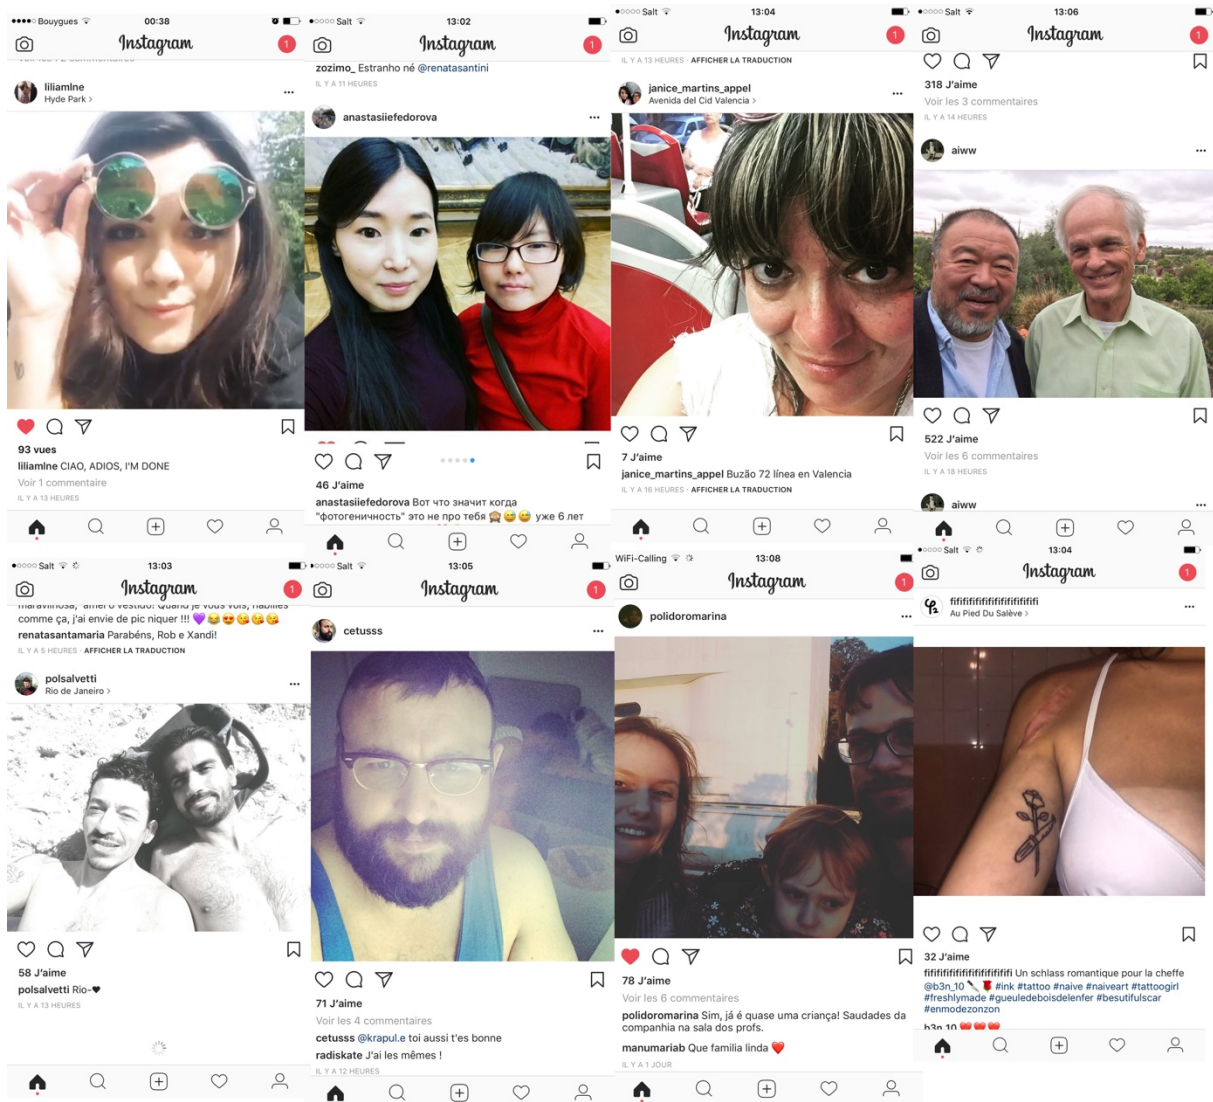 Bouygues 00:38
Instagram
1
liliamlne
Hyde Park >
93 vues
liliamlne CIAO, ADIOS, I'M DONE
Voir 1 commentaire
IL Y A 13 HEURES
Salt 13:02
Instagram
1
zozimo_ Estranho né @renatasantini
IL Y A 11 HEURES
anastasiiefedorova
46 J'aime
anastasiiefedorova Вот что значит когда
"фотогеничность" это не про тебя 🙈😅😅 уже 6 лет
Salt 13:04
Instagram
1
IL Y A 13 HEURES · AFFICHER LA TRADUCTION
janice_martins_appel
Avenida del Cid Valencia >
7 J'aime
janice_martins_appel Buzão 72 línea en Valencia
IL Y A 16 HEURES · AFFICHER LA TRADUCTION
Salt 13:06
Instagram
1
318 J'aime
Voir les 3 commentaires
IL Y A 14 HEURES
aiww
522 J'aime
Voir les 6 commentaires
IL Y A 18 HEURES
aiww
Salt 13:03
Instagram
1
maravilhosa, amei o vestido! Quand je vous vois, habillés
comme ça, j'ai envie de pic niquer !!! 💜😂😍😘😘😘
renatasantamaria Parabéns, Rob e Xandi!
IL Y A 5 HEURES · AFFICHER LA TRADUCTION
polsalvetti
Rio de Janeiro >
58 J'aime
polsalvetti Rio-♥
IL Y A 13 HEURES
Salt 13:05
Instagram
1
cetusss
71 J'aime
Voir les 4 commentaires
cetusss @krapul.e toi aussi t'es bonne
radiskate J'ai les mêmes !
IL Y A 12 HEURES
WiFi-Calling 13:08
Instagram
1
polidoromarina
78 J'aime
Voir les 6 commentaires
polidoromarina Sim, já é quase uma criança! Saudades da
companhia na sala dos profs.
manumariab Que familia linda ❤️
IL Y A 1 JOUR
Salt 13:04
Instagram
1
Au Pied Du Salève >
32 J'aime
Un schlass romantique pour la cheffe
@b3n_10 🔪🌹 #ink #tattoo #naive #naiveart #tattoogirl
#freshlymade #gueuledeboisdelenfer #besutifulscar
#enmodezonzon
b3n_10 ❤️❤️❤️